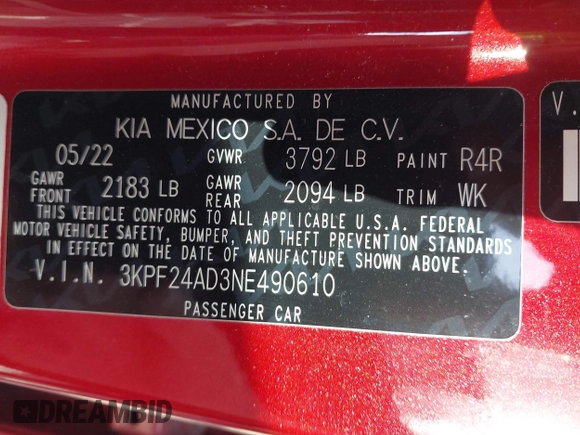 MANUFACTURED BY
KIA MEXICO S.A. DE C.V.
05/22 GVWR 3792 LB PAINT R4R
GAWR FRONT 2183 LB GAWR REAR 2094 LB TRIM WK
THIS VEHICLE CONFORMS TO ALL APPLICABLE U.S.A. FEDERAL
MOTOR VEHICLE SAFETY, BUMPER, AND THEFT PREVENTION STANDARDS
IN EFFECT ON THE DATE OF MANUFACTURE SHOWN ABOVE.
V.I.N. 3KPF24AD3NE490610
PASSENGER CAR
V.
DREAMBID